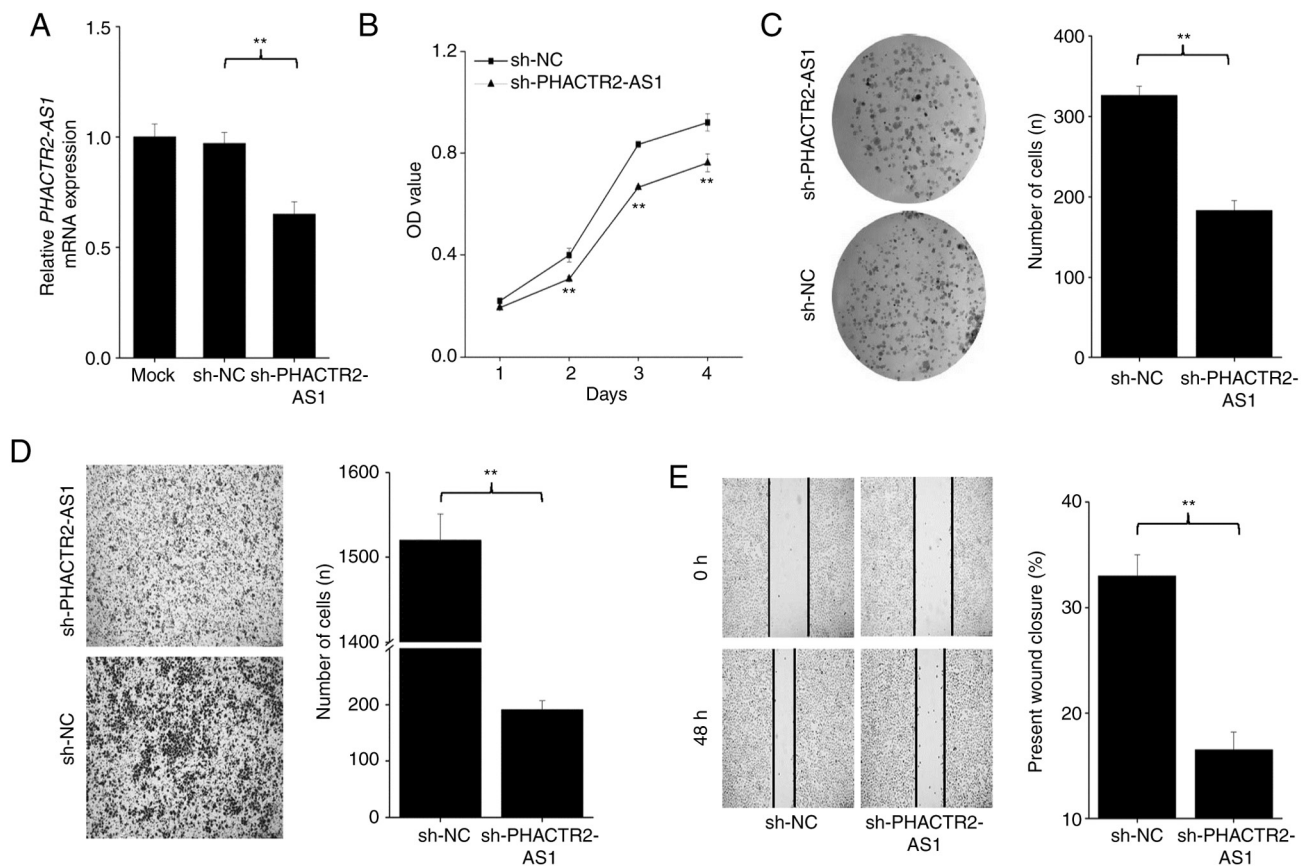 A
Relative PHACTR2-AS1
mRNA expression
1.5
1.0
0.5
0.0
**
Mock
sh-NC
sh-PHACTR2-
AS1
B
OD value
1.2
0.8
0.4
0.0
sh-NC
sh-PHACTR2-AS1
**
**
**
1
2
3
4
Days
C
sh-PHACTR2-AS1
sh-NC
Number of cells (n)
400
300
200
100
0
**
sh-NC
sh-PHACTR2-
AS1
D
sh-PHACTR2-AS1
sh-NC
Number of cells (n)
1600
1500
1400
200
100
0
**
sh-NC
sh-PHACTR2-
AS1
E
0 h
48 h
sh-NC
sh-PHACTR2-
AS1
Present wound closure (%)
40
33
16
10
**
sh-NC
sh-PHACTR2-
AS1